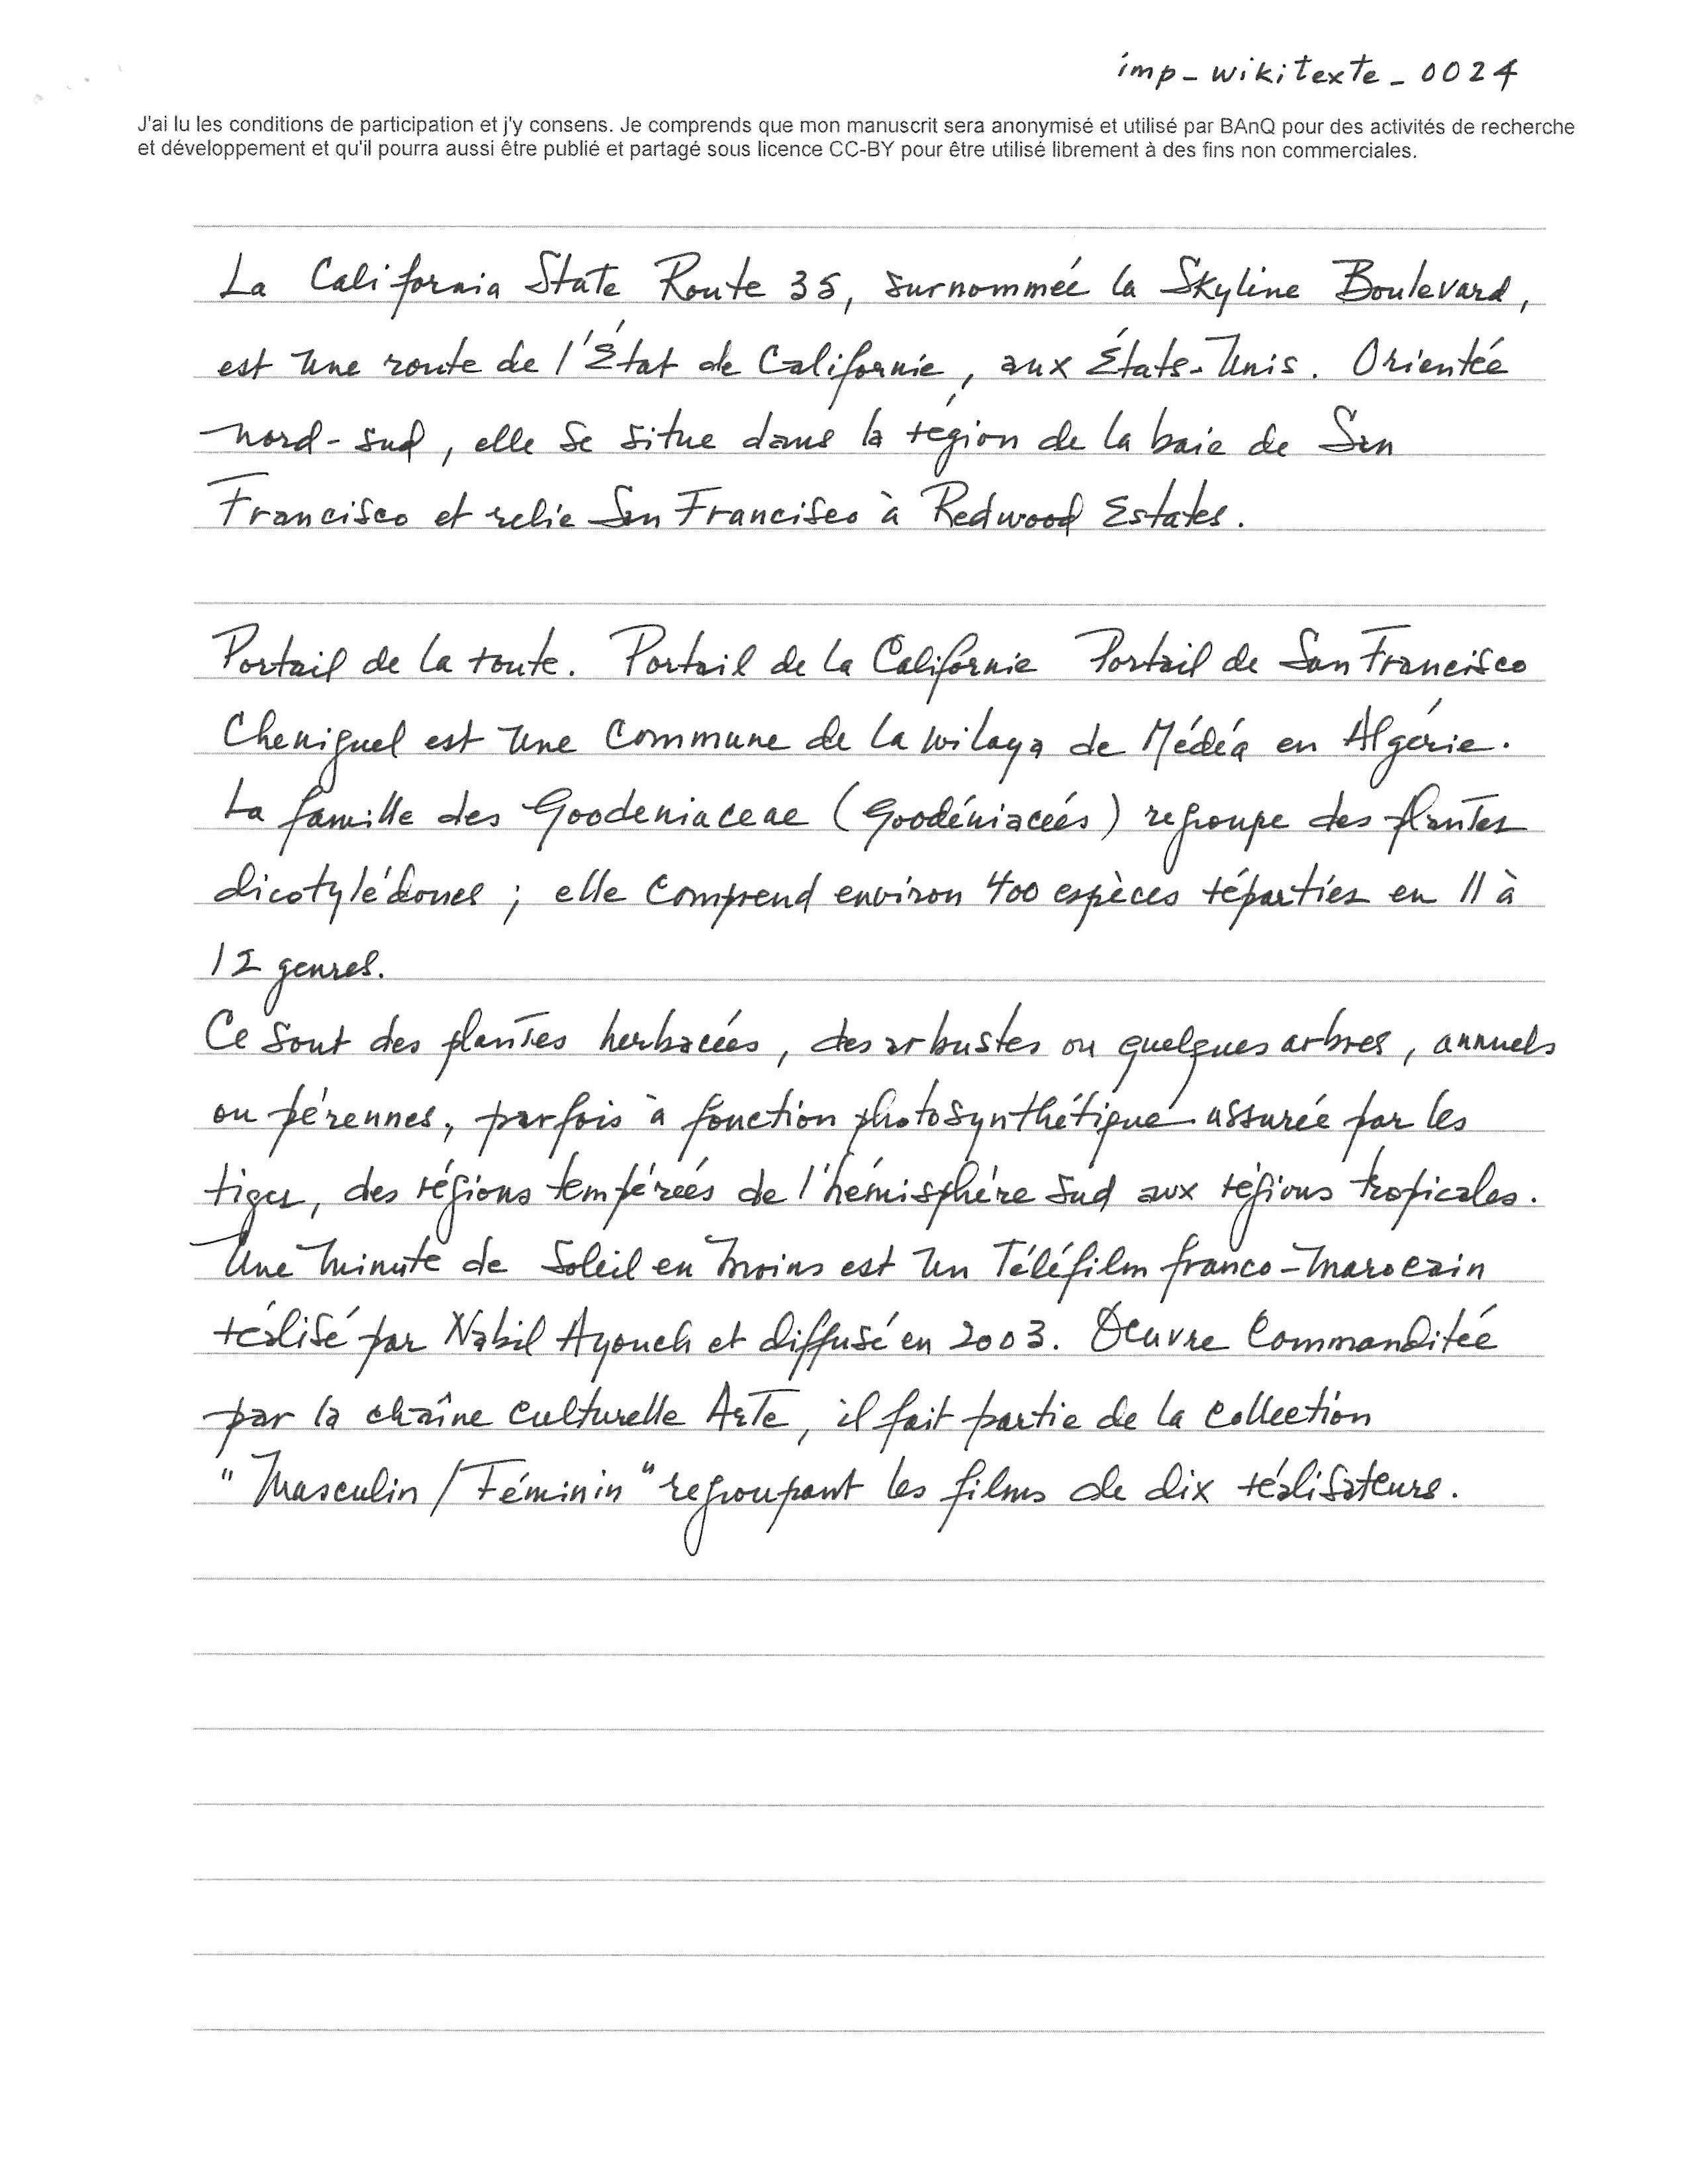 imp-wikitexte-0024
J'ai lu les conditions de participation et j'y consens. Je comprends que mon manuscrit sera anonymisé et utilisé par BAnQ pour des activités de recherche
et développement et qu'il pourra aussi être publié et partagé sous licence CC-BY pour être utilisé librement à des fins non commerciales.
La California State Route 35, surnommée la Skyline Boulevard,
est une route de l'État de Californie, aux États-Unis. Orientée
nord-sud, elle se situe dans la région de la baie de San
Francisco et relie San Francisco à Redwood Estates.
Portail de la route. Portail de la Californie Portail de San Francisco
Cheniguel est une commune de la wilaya de Médéa en Algérie.
La famille des Goodeniaceae (Goodéniacées) regroupe des plantes
dicotylédones ; elle comprend environ 400 espèces réparties en 11 à
12 genres.
Ce sont des plantes herbacées, des arbustes ou quelques arbres, annuels
ou pérennes, parfois à fonction photosynthétique assurée par les
tiges, des régions tempérées de l'hémisphère sud aux régions tropicales.
Une minute de soleil en moins est un téléfilm franco-marocain
réalisé par Nabil Ayouch et diffusé en 2003. Œuvre commanditée
par la chaîne culturelle Arte, il fait partie de la collection
"Masculin/Féminin" regroupant les films de dix réalisateurs.